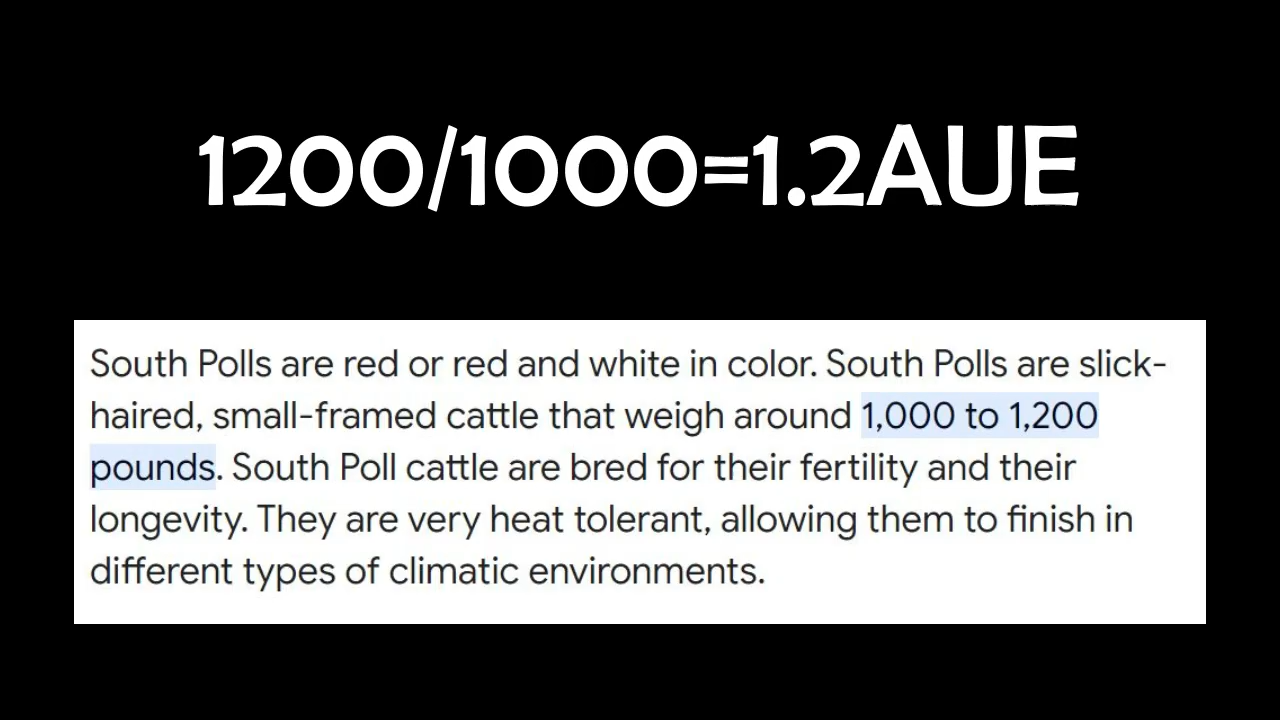 1200/1000=1.2AUE
South Polls are red or red and white in color. South Polls are slick-
haired, small-framed cattle that weigh around 1,000 to 1,200
pounds. South Poll cattle are bred for their fertility and their
longevity. They are very heat tolerant, allowing them to finish in
different types of climatic environments.